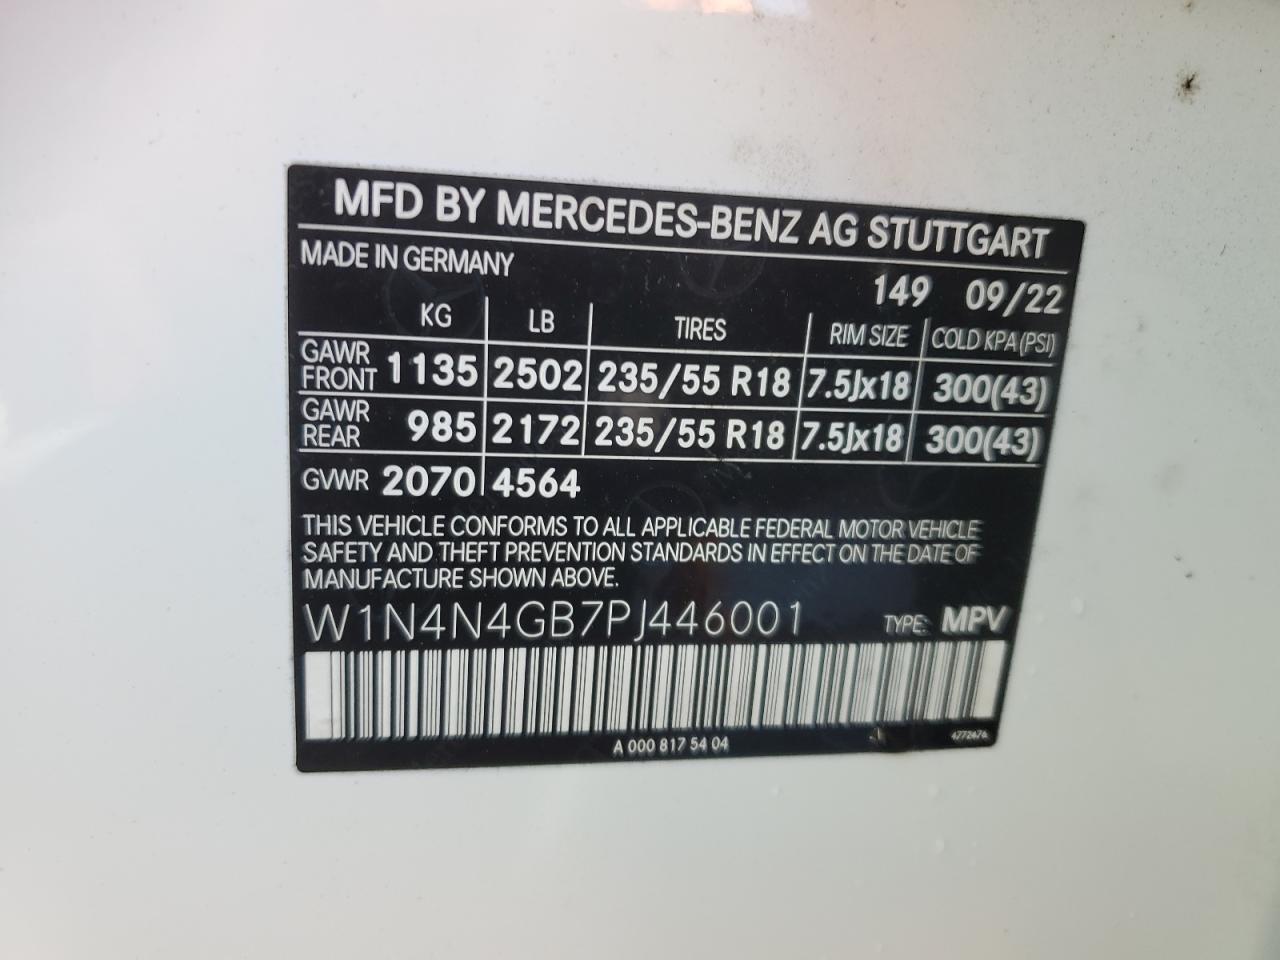 MFD BY MERCEDES-BENZ AG STUTTGART
MADE IN GERMANY
149 09/22
KG LB TIRES RIM SIZE COLD KPA (PSI)
GAWR FRONT 1135 2502 235/55 R18 7.5Jx18 300(43)
GAWR REAR 985 2172 235/55 R18 7.5Jx18 300(43)
GVWR 2070 4564
THIS VEHICLE CONFORMS TO ALL APPLICABLE FEDERAL MOTOR VEHICLE
SAFETY AND THEFT PREVENTION STANDARDS IN EFFECT ON THE DATE OF
MANUFACTURE SHOWN ABOVE.
W1N4N4GB7PJ446001 TYPE: MPV
A 000 817 54 04
4772476